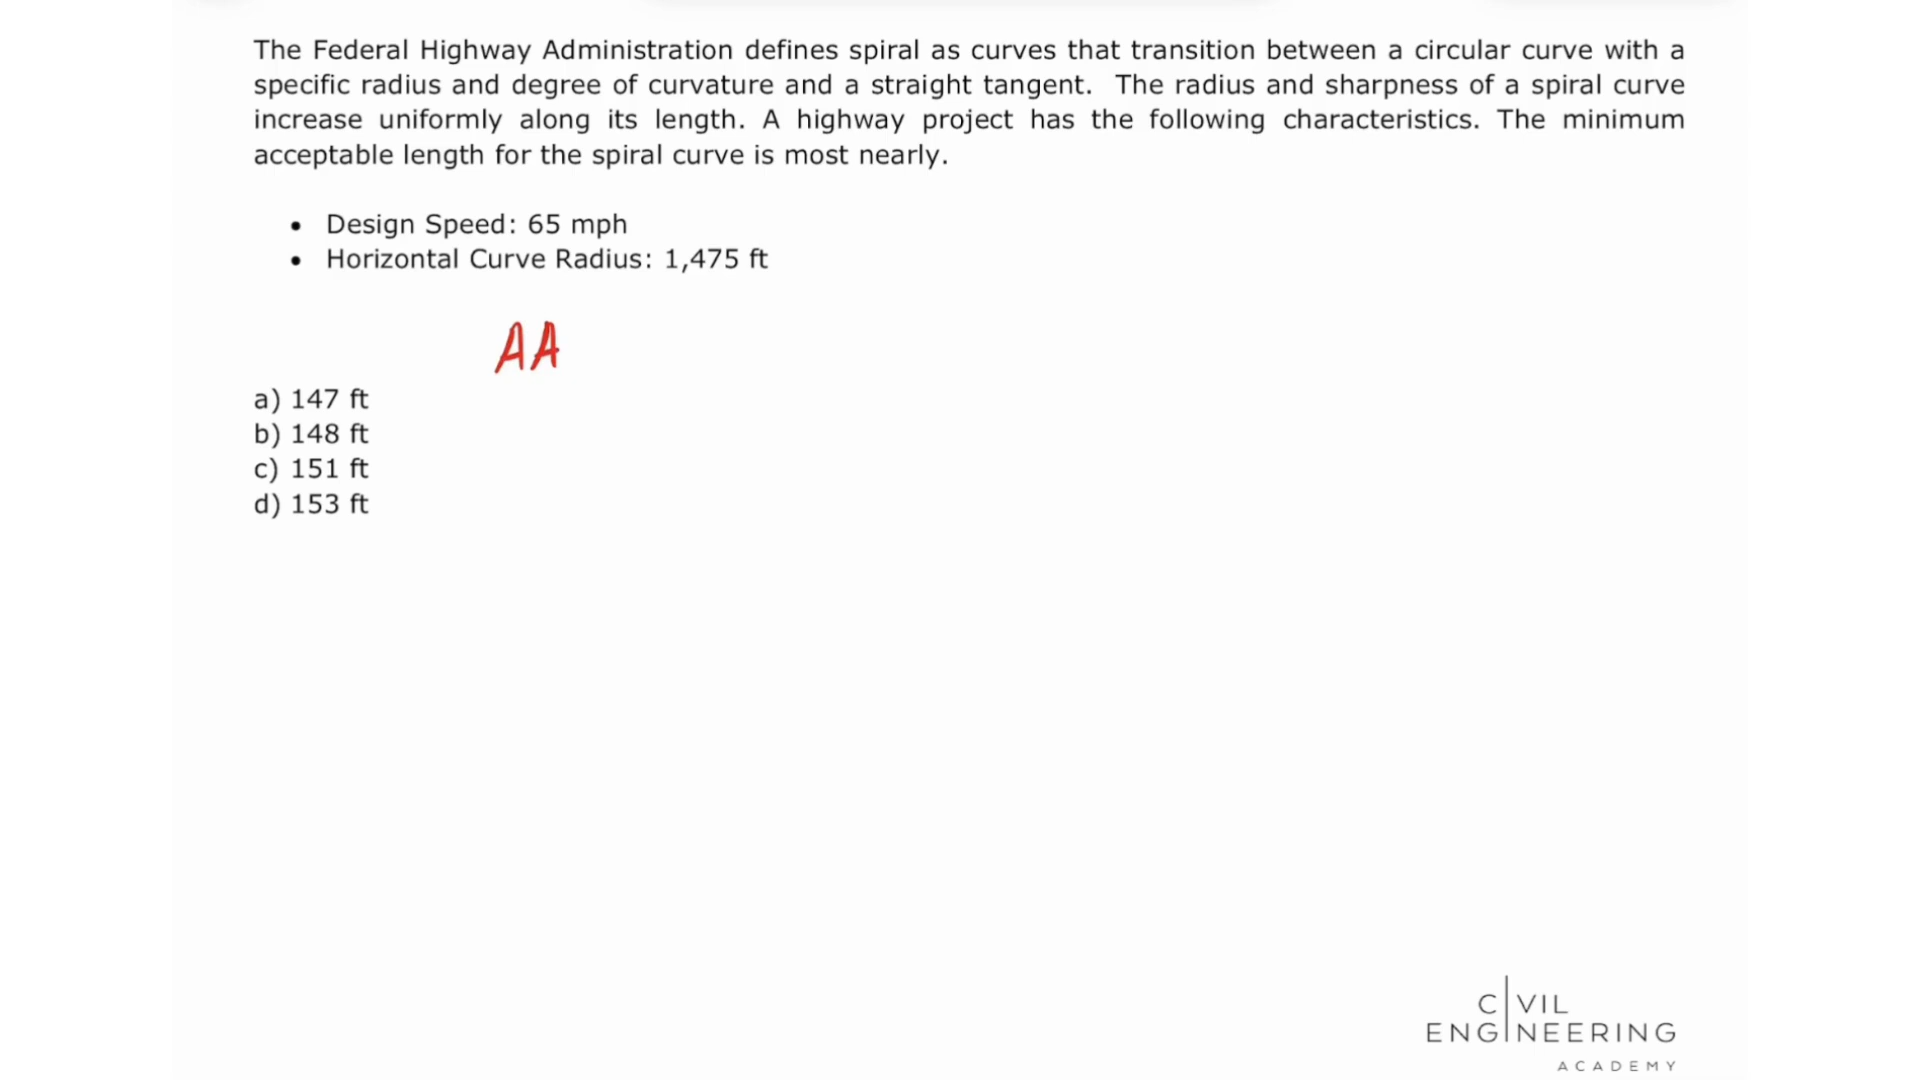 The Federal Highway Administration defines spiral as curves that transition between a circular curve with a
specific radius and degree of curvature and a straight tangent. The radius and sharpness of a spiral curve
increase uniformly along its length. A highway project has the following characteristics. The minimum
acceptable length for the spiral curve is most nearly.
• Design Speed: 65 mph
• Horizontal Curve Radius: 1,475 ft
AA
a) 147 ft
b) 148 ft
c) 151 ft
d) 153 ft
CIVIL
ENGINEERING
ACADEMY